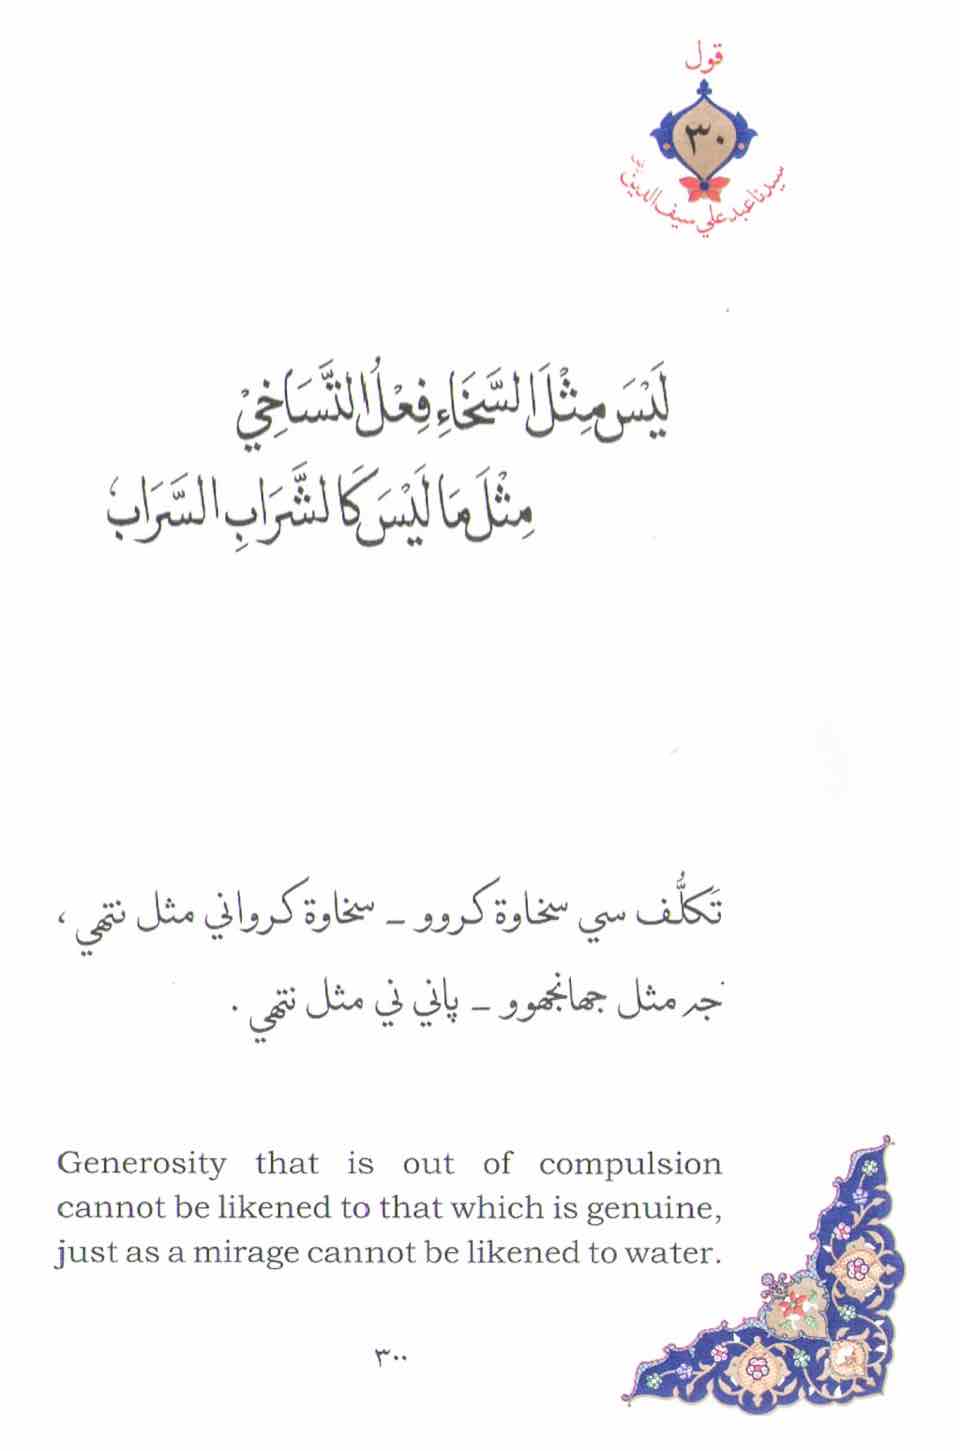 قول
٣٠
سيدنا عبد علي سيف الدين رض
لَيْسَ مِثْلَ السَّخَاءِ فِعْلُ التَّسَاخِيْ
مِثْلَ مَا لَيْسَ كَالشَّرَابِ السَّرَابُ
تَكلُّف سي سخاوة كروو ـ سخاوة كرواني مثل نتهي ،
جه مثل جهانجهوو ـ پاني ني مثل نتهي .
Generosity that is out of compulsion
cannot be likened to that which is genuine,
just as a mirage cannot be likened to water.
٣٠٠